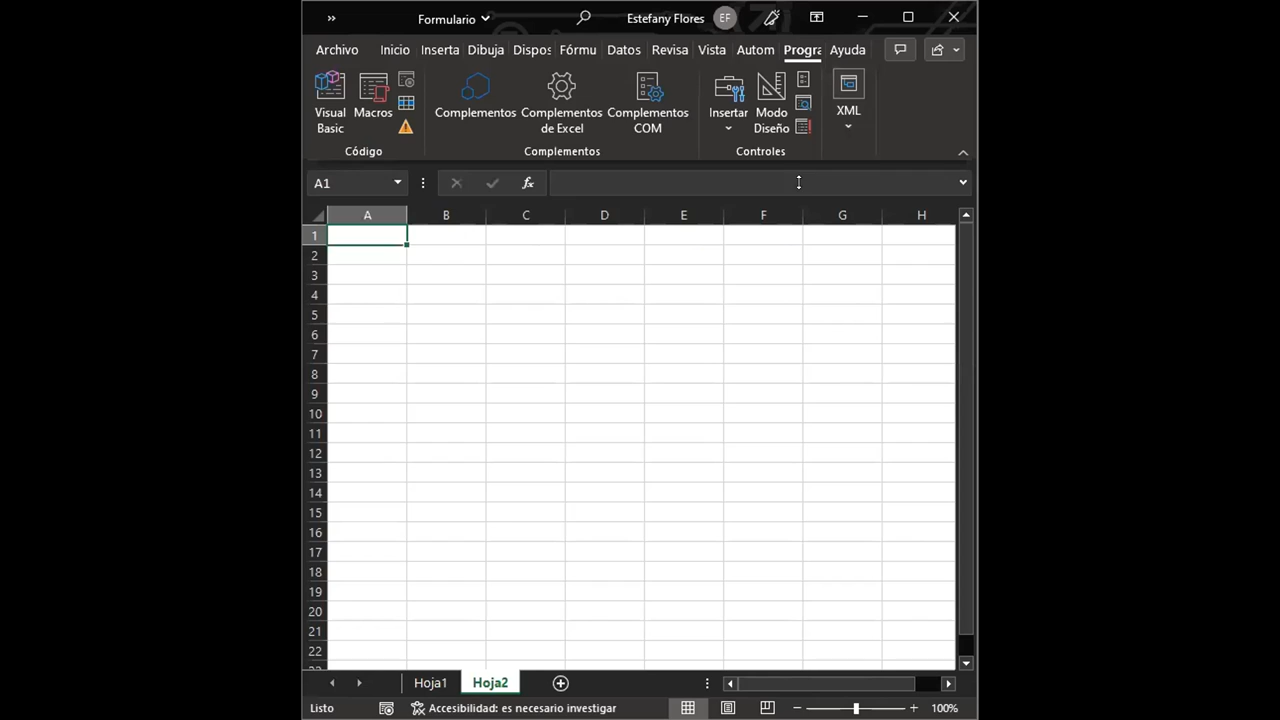 » Formulario Estefany Flores EF
Archivo Inicio Inserta Dibuja Dispos Fórmu Datos Revisa Vista Autom Progra Ayuda
Visual Basic Macros Complementos Complementos de Excel Complementos COM Insertar Modo Diseño XML
Código Complementos Controles
A1 fx
A B C D E F G H
1
2
3
4
5
6
7
8
9
10
11
12
13
14
15
16
17
18
19
20
21
22
Hoja1 Hoja2
Listo Accesibilidad: es necesario investigar 100%